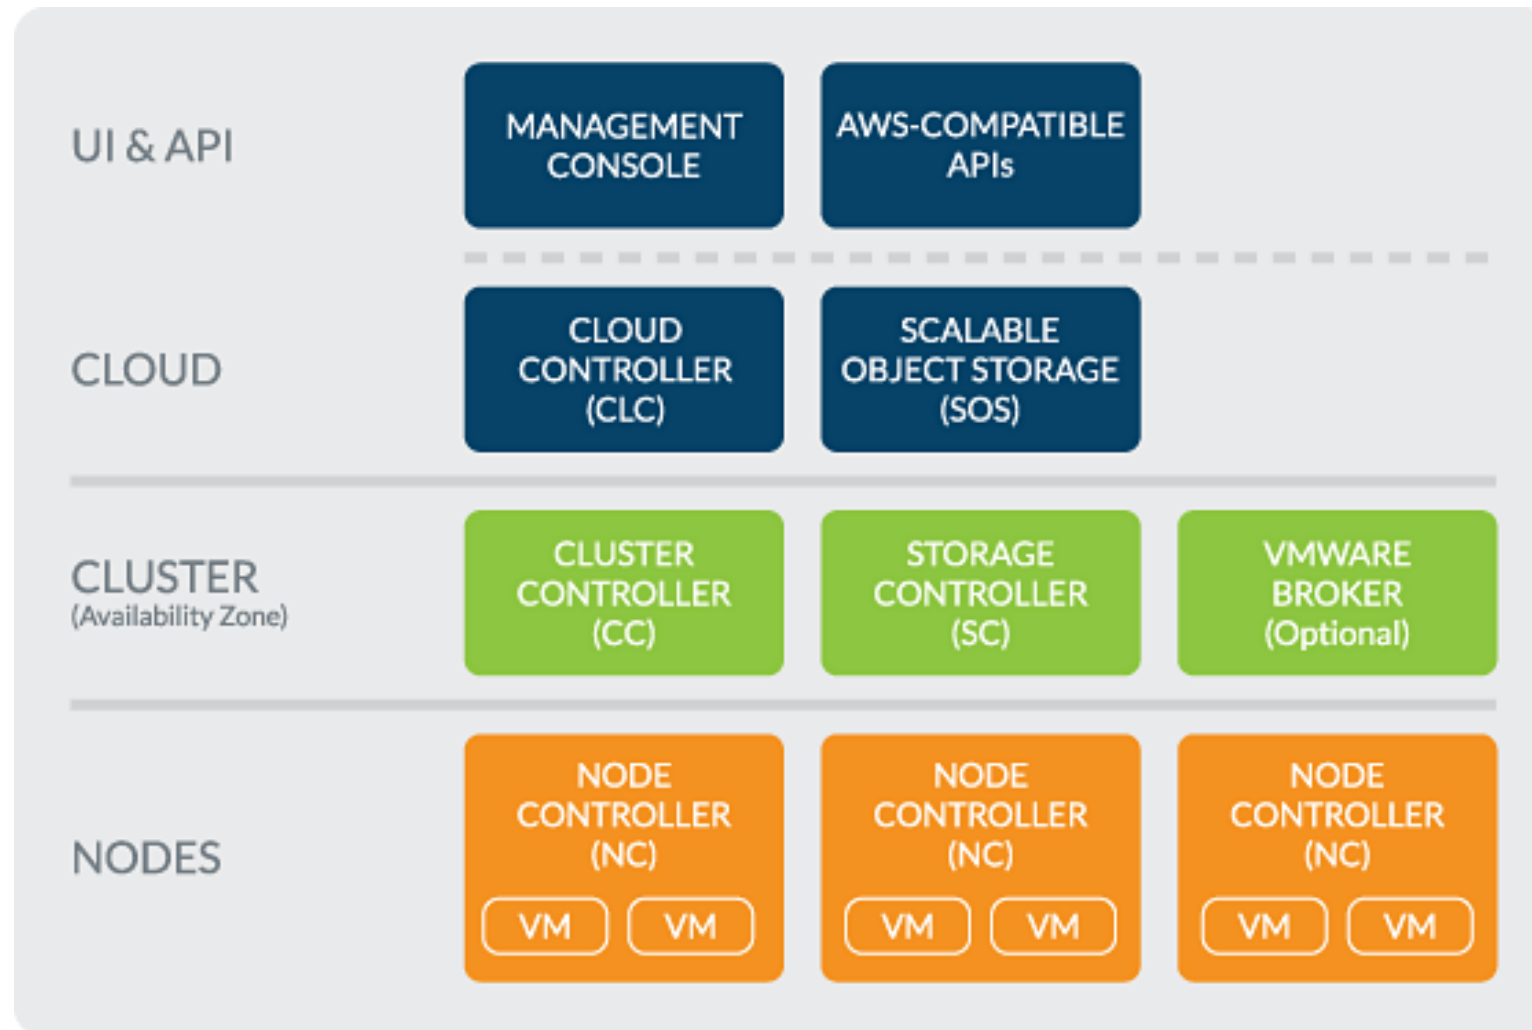 UI & API
MANAGEMENT
CONSOLE
AWS-COMPATIBLE
APIs
CLOUD
CLOUD
CONTROLLER
(CLC)
SCALABLE
OBJECT STORAGE
(SOS)
CLUSTER
(Availability Zone)
CLUSTER
CONTROLLER
(CC)
STORAGE
CONTROLLER
(SC)
VMWARE
BROKER
(Optional)
NODES
NODE
CONTROLLER
(NC)
VM VM
NODE
CONTROLLER
(NC)
VM VM
NODE
CONTROLLER
(NC)
VM VM